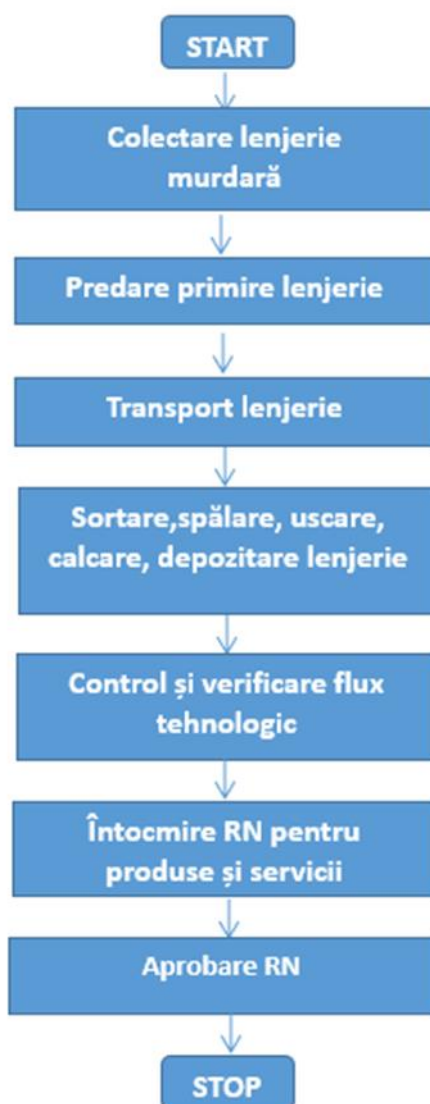 START
Colectare lenjerie
murdară
Predare primire lenjerie
Transport lenjerie
Sortare,spălare, uscare,
calcare, depozitare lenjerie
Control și verificare flux
tehnologic
Întocmire RN pentru
produse și servicii
Aprobare RN
STOP